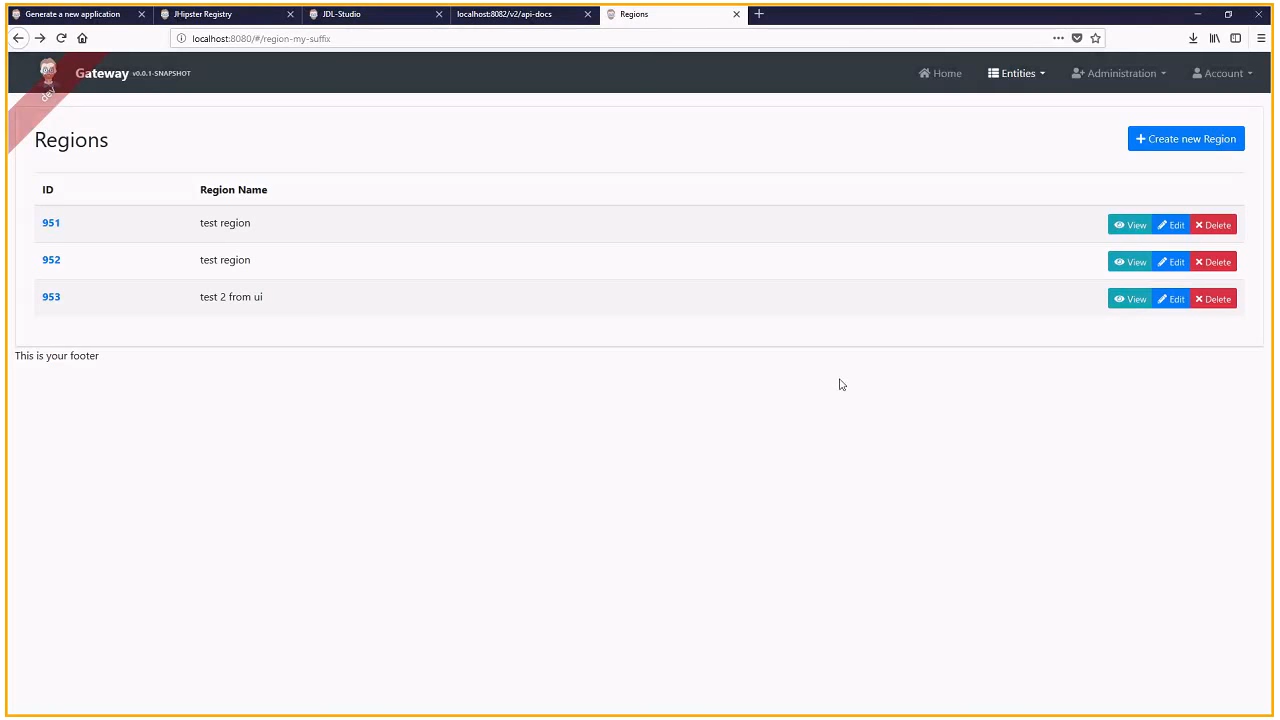 Generate a new application JHipster Registry JDL-Studio localhost:8082/v2/api-docs Regions
localhost:8080/#/region-my-suffix
dev
Gateway v0.0.1-SNAPSHOT Home Entities Administration Account
Regions Create new Region
ID Region Name
951 test region View Edit Delete
952 test region View Edit Delete
953 test 2 from ui View Edit Delete
This is your footer